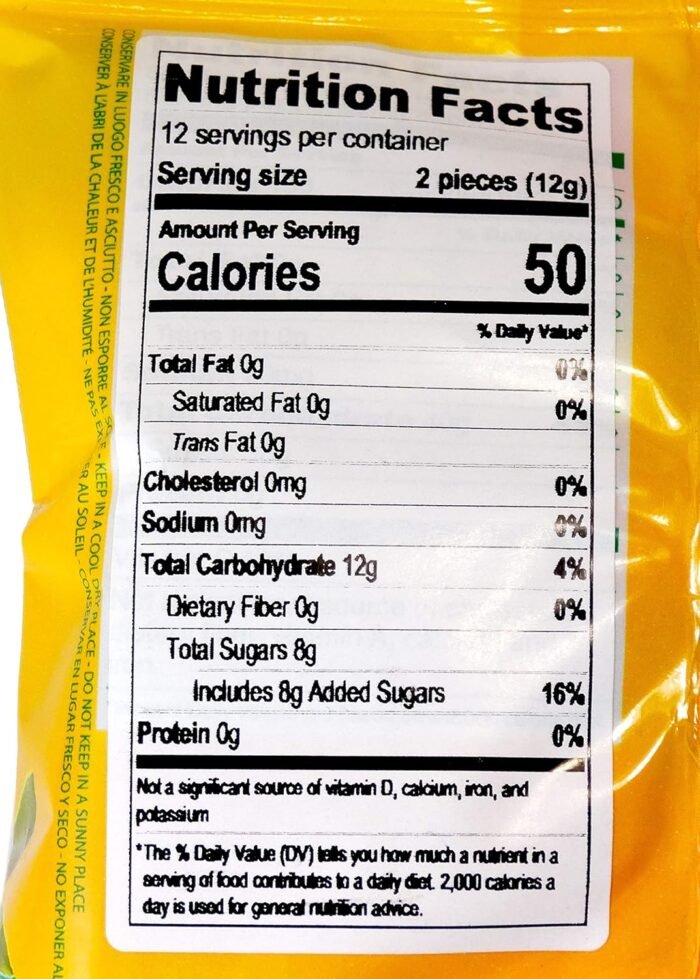 Nutrition Facts
12 servings per container
Serving size 2 pieces (12g)
Amount Per Serving
Calories 50
% Daily Value*
Total Fat 0g 0%
Saturated Fat 0g 0%
Trans Fat 0g
Cholesterol 0mg 0%
Sodium 0mg 0%
Total Carbohydrate 12g 4%
Dietary Fiber 0g 0%
Total Sugars 8g
Includes 8g Added Sugars 16%
Protein 0g 0%
Not a significant source of vitamin D, calcium, iron, and
potassium
*The % Daily Value (DV) tells you how much a nutrient in a
serving of food contributes to a daily diet. 2,000 calories a
day is used for general nutrition advice.
CONSERVARE IN LUOGO FRESCO E ASCIUTTO - NON ESPORRE AL - KEEP IN A COOL DRY PLACE - DO NOT KEEP IN A SUNNY PLACE
CONSERVER À L'ABRI DE LA CHALEUR ET DE L'HUMIDITÉ - NE PAS AU SOLEIL - CONSERVAR EN LUGAR FRESCO Y SECO - NO EXPONER